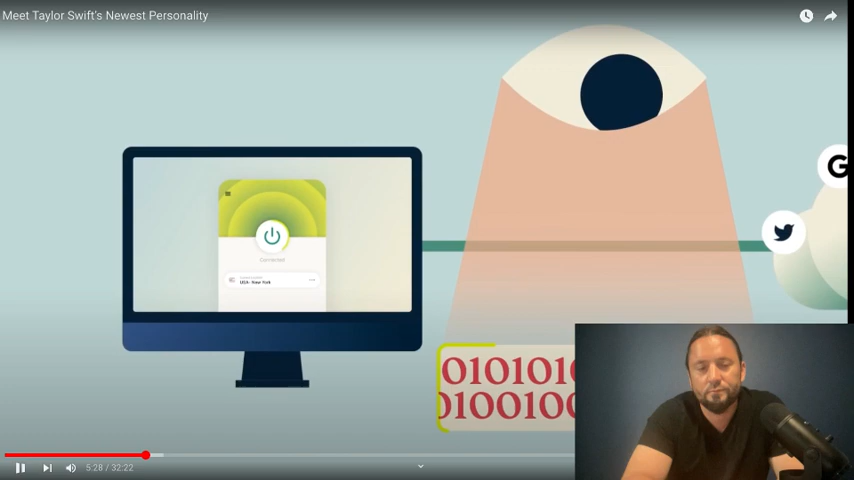 Meet Taylor Swift's Newest Personality
G
Connected
USA - New York
0101010
0100100
5:28 / 32:22